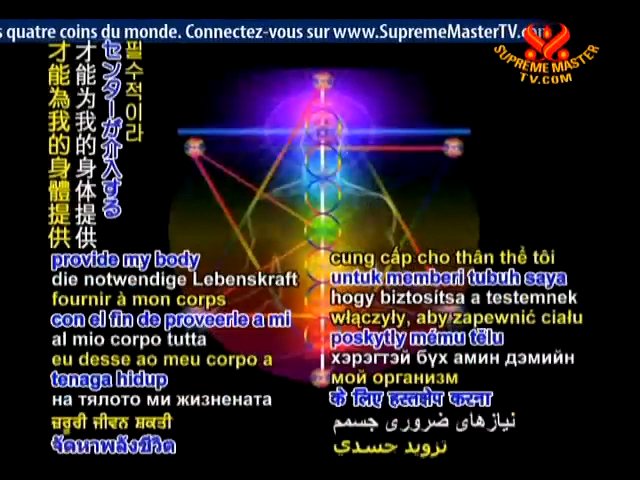 s quatre coins du monde. Connectez-vous sur www.SupremeMasterTV.com
SUPREME MASTER
TV.COM
필수적이라
センターが介入する
才能为我的身体提供
才能為我的身體提供
provide my body
die notwendige Lebenskraft
fournir à mon corps
con el fin de proveerle a mi
al mio corpo tutta
eu desse ao meu corpo a
tenaga hidup
на тялото ми жизнената
ਜ਼ਰੂਰੀ ਜੀਵਨ ਸ਼ਕਤੀ
จัดหาพลังชีวิต
cung cấp cho thân thể tôi
untuk memberi tubuh saya
hogy biztosítsa a testemnek
włączyły, aby zapewnić ciału
poskytly mému tělu
хэрэгтэй бүх амин дэмийн
мой организм
के लिए हस्तक्षेप करना
نیازهای ضروری جسمم
تزويد جسدي